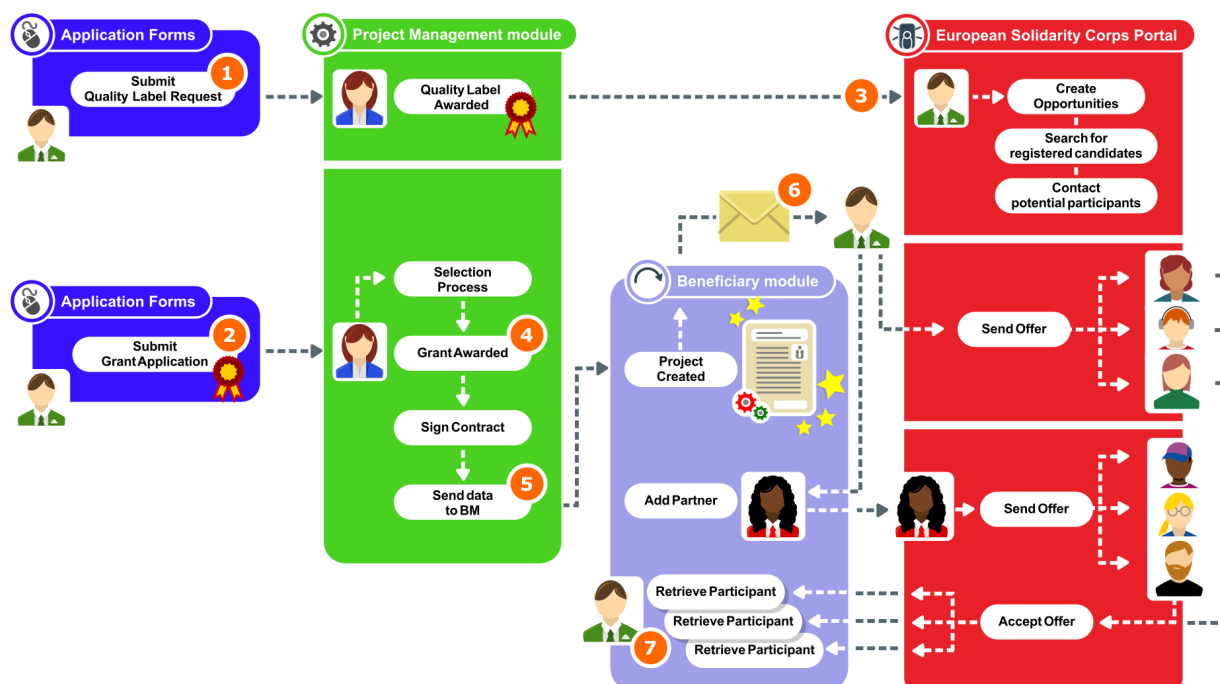 Application Forms
Submit
Quality Label Request
1
Project Management module
Quality Label
Awarded
3
European Solidarity Corps Portal
Create
Opportunities
Search for
registered candidates
Contact
potential participants
Application Forms
Submit
Grant Application
2
Selection
Process
Grant Awarded
4
Sign Contract
Send data
to BM
5
6
Beneficiary module
Project
Created
Send Offer
Add Partner
Send Offer
Retrieve Participant
Retrieve Participant
Retrieve Participant
7
Accept Offer